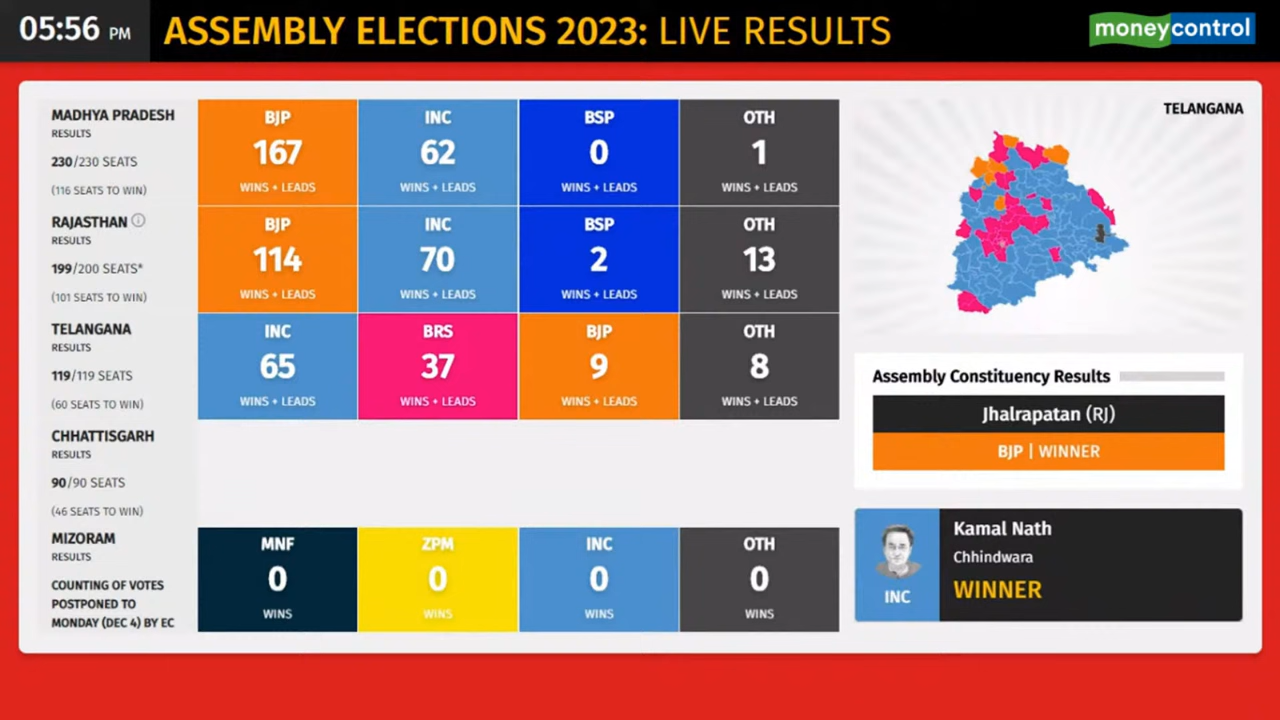 05:56 PM
ASSEMBLY ELECTIONS 2023: LIVE RESULTS
moneycontrol
MADHYA PRADESH
RESULTS
230/230 SEATS
(116 SEATS TO WIN)
BJP
167
WINS + LEADS
INC
62
WINS + LEADS
BSP
0
WINS + LEADS
OTH
1
WINS + LEADS
RAJASTHAN
RESULTS
199/200 SEATS*
(101 SEATS TO WIN)
BJP
114
WINS + LEADS
INC
70
WINS + LEADS
BSP
2
WINS + LEADS
OTH
13
WINS + LEADS
TELANGANA
RESULTS
119/119 SEATS
(60 SEATS TO WIN)
INC
65
WINS + LEADS
BRS
37
WINS + LEADS
BJP
9
WINS + LEADS
OTH
8
WINS + LEADS
CHHATTISGARH
RESULTS
90/90 SEATS
(46 SEATS TO WIN)
MIZORAM
RESULTS
COUNTING OF VOTES
POSTPONED TO
MONDAY (DEC 4) BY EC
MNF
0
WINS
ZPM
0
WINS
INC
0
WINS
OTH
0
WINS
TELANGANA
Assembly Constituency Results
Jhalrapatan (RJ)
BJP | WINNER
INC
Kamal Nath
Chhindwara
WINNER